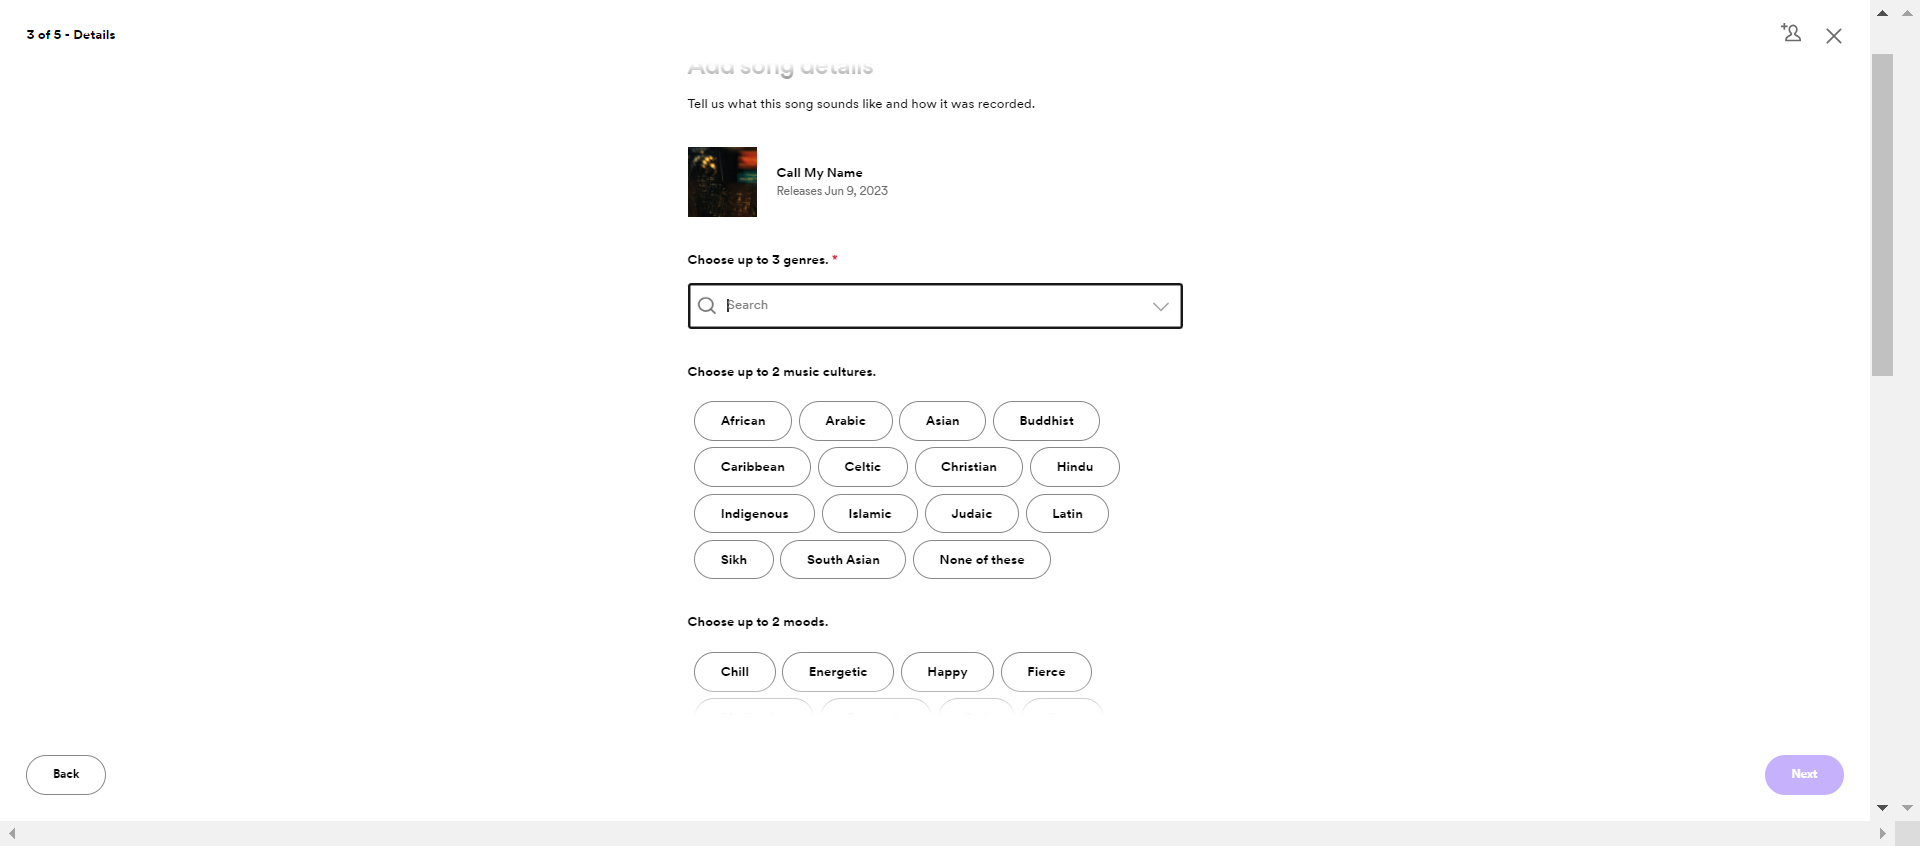 3 of 5 - Details
Add song details
Tell us what this song sounds like and how it was recorded.
Call My Name
Releases Jun 9, 2023
Choose up to 3 genres. *
Search
Choose up to 2 music cultures.
African Arabic Asian Buddhist
Caribbean Celtic Christian Hindu
Indigenous Islamic Judaic Latin
Sikh South Asian None of these
Choose up to 2 moods.
Chill Energetic Happy Fierce
Back Next